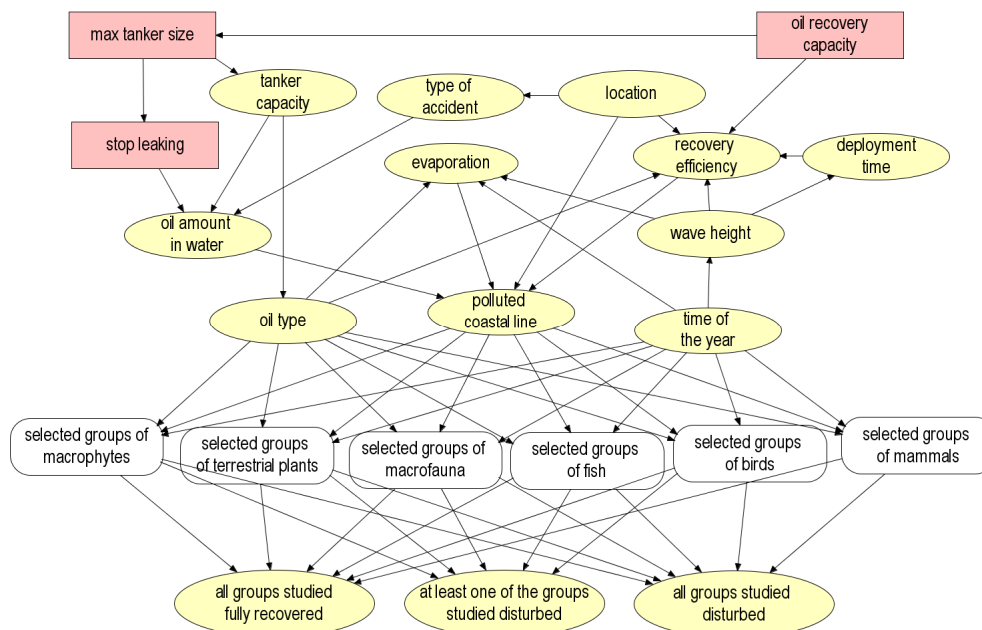 max tanker size
oil recovery
capacity
tanker
capacity
type of
accident
location
stop leaking
evaporation
recovery
efficiency
deployment
time
oil amount
in water
wave height
oil type
polluted
coastal line
time of
the year
selected groups of
macrophytes
selected groups
of terrestrial plants
selected groups of
macrofauna
selected groups
of fish
selected groups
of birds
selected groups
of mammals
all groups studied
fully recovered
at least one of the groups
studied disturbed
all groups studied
disturbed